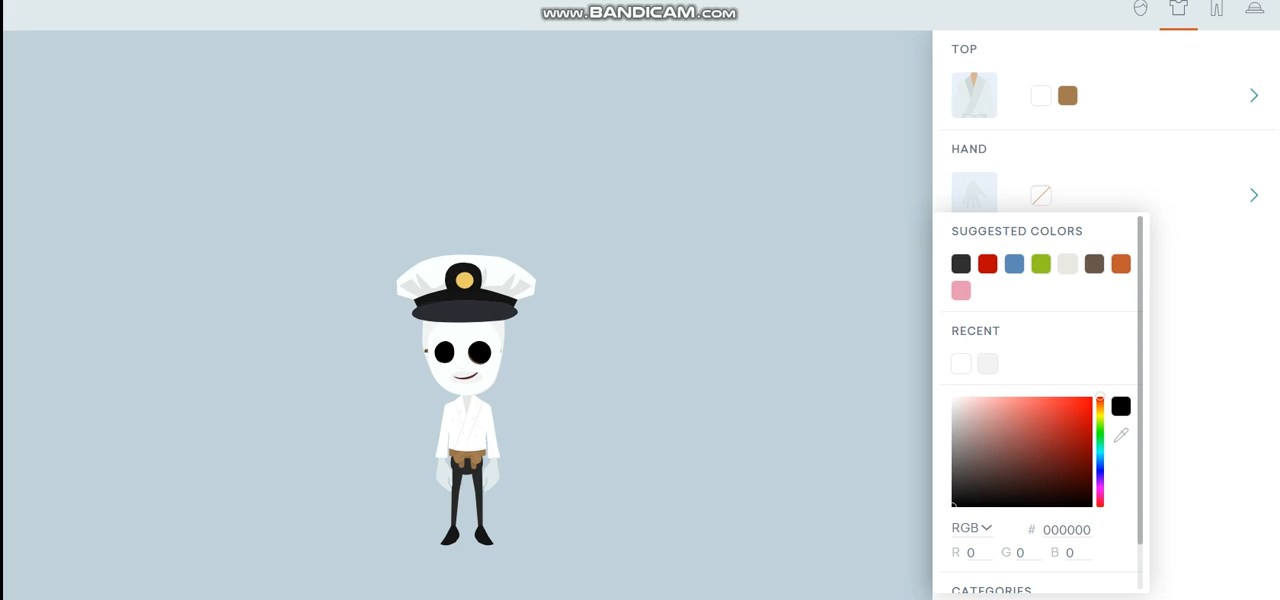 www.BANDICAM.com
TOP
HAND
SUGGESTED COLORS
RECENT
RGB # 000000
R 0 G 0 B 0
CATEGORIES